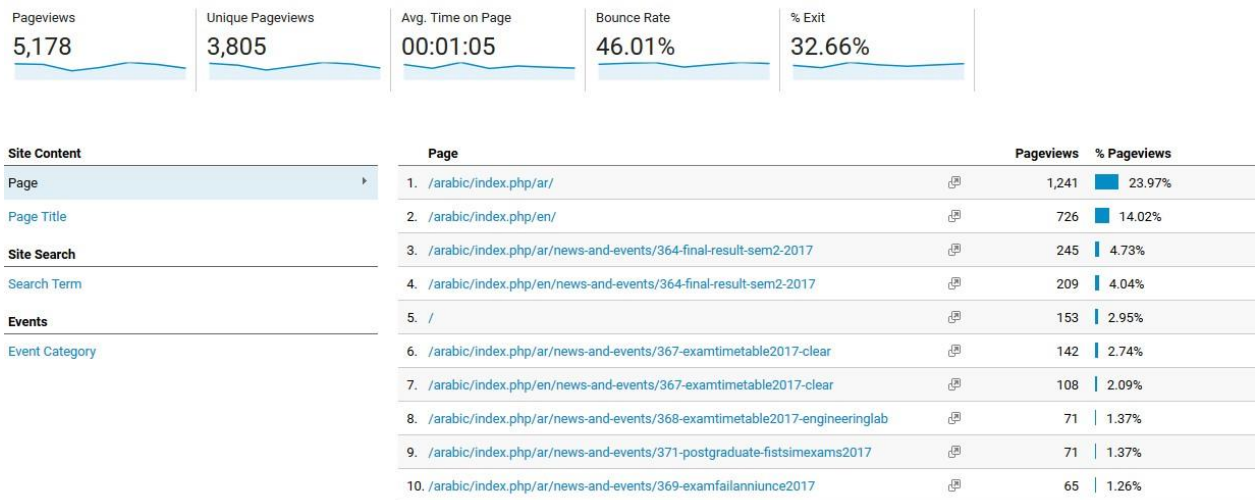 Pageviews Unique Pageviews Avg. Time on Page Bounce Rate % Exit
5,178 3,805 00:01:05 46.01% 32.66%
Site Content
Page
Page Title
Site Search
Search Term
Events
Event Category
Page Pageviews % Pageviews
1. /arabic/index.php/ar/ 1,241 23.97%
2. /arabic/index.php/en/ 726 14.02%
3. /arabic/index.php/ar/news-and-events/364-final-result-sem2-2017 245 4.73%
4. /arabic/index.php/en/news-and-events/364-final-result-sem2-2017 209 4.04%
5. / 153 2.95%
6. /arabic/index.php/ar/news-and-events/367-examtimetable2017-clear 142 2.74%
7. /arabic/index.php/en/news-and-events/367-examtimetable2017-clear 108 2.09%
8. /arabic/index.php/ar/news-and-events/368-examtimetable2017-engineeringlab 71 1.37%
9. /arabic/index.php/ar/news-and-events/371-postgraduate-fistsimexams2017 71 1.37%
10. /arabic/index.php/ar/news-and-events/369-examfailanniunce2017 65 1.26%